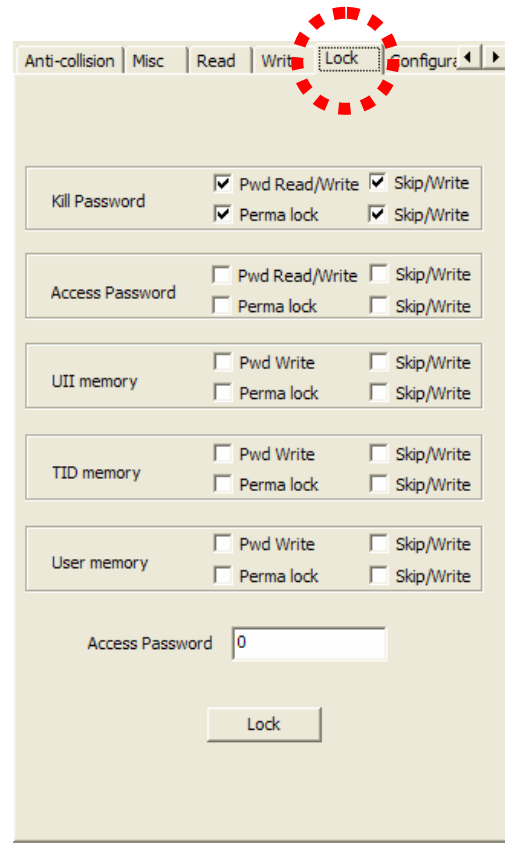 Anti-collision Misc Read Write Lock Configura
Kill Password
Pwd Read/Write Skip/Write
Perma lock Skip/Write
Access Password
Pwd Read/Write Skip/Write
Perma lock Skip/Write
UII memory
Pwd Write Skip/Write
Perma lock Skip/Write
TID memory
Pwd Write Skip/Write
Perma lock Skip/Write
User memory
Pwd Write Skip/Write
Perma lock Skip/Write
Access Password 0
Lock